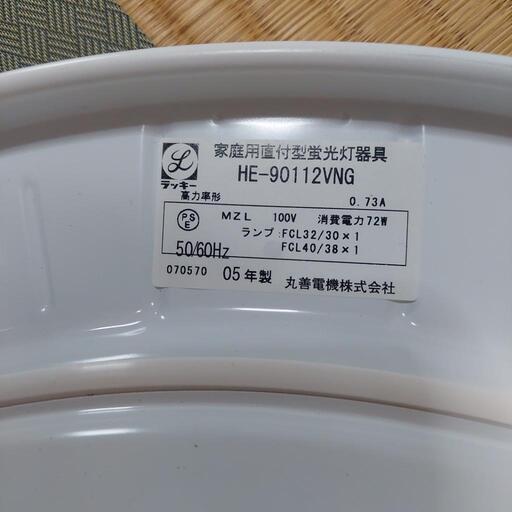 家庭用直付型蛍光灯器具
L
ラッキー
HE-90112VNG
高力率形 0.73A
PSE MZL 100V 消費電力72W
ランプ:FCL32/30×1
50/60Hz FCL40/38×1
070570 05年製 丸善電機株式会社